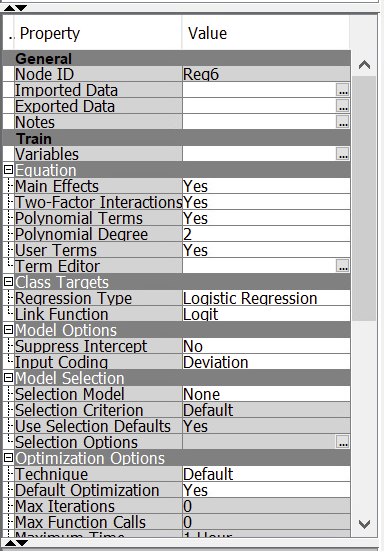 .. Property Value
General
Node ID Reg6
Imported Data ...
Exported Data ...
Notes ...
Train
Variables ...
Equation
Main Effects Yes
Two-Factor Interactions Yes
Polynomial Terms Yes
Polynomial Degree 2
User Terms Yes
Term Editor ...
Class Targets
Regression Type Logistic Regression
Link Function Logit
Model Options
Suppress Intercept No
Input Coding Deviation
Model Selection
Selection Model None
Selection Criterion Default
Use Selection Defaults Yes
Selection Options ...
Optimization Options
Technique Default
Default Optimization Yes
Max Iterations 0
Max Function Calls 0
Maximum Time 1 Hour